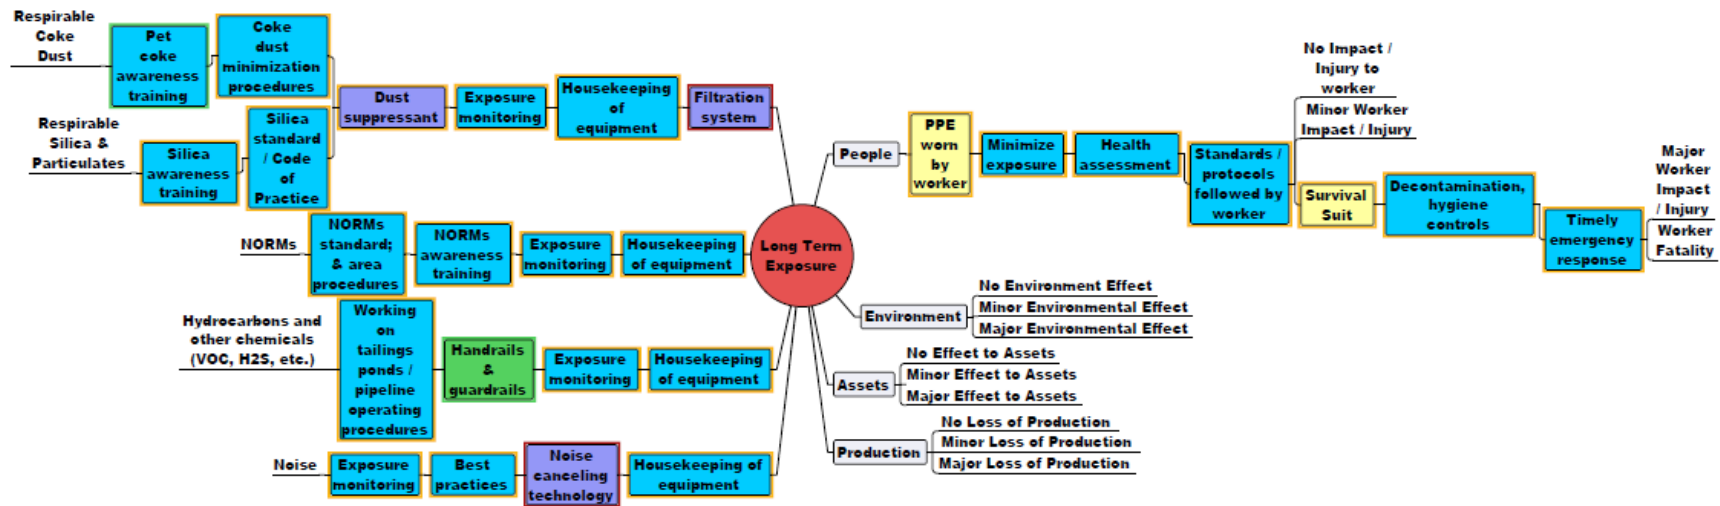 Respirable
Coke
Dust
Pet
coke
awareness
training
Coke
dust
minimization
procedures
Respirable
Silica &
Particulates
Silica
awareness
training
Silica
standard
/ Code
of
Practice
Dust
suppressant
Exposure
monitoring
Housekeeping
of
equipment
Filtration
system
NORMs
NORMs
standard;
& area
procedures
NORMs
awareness
training
Exposure
monitoring
Housekeeping
of equipment
Hydrocarbons and
other chemicals
(VOC, H2S, etc.)
Working
on
tailings
ponds /
pipeline
operating
procedures
Handrails
&
guardrails
Exposure
monitoring
Housekeeping
of equipment
Noise
Exposure
monitoring
Best
practices
Noise
canceling
technology
Housekeeping of
equipment
Long Term
Exposure
People
PPE
worn
by
worker
Minimize
exposure
Health
assessment
Standards /
protocols
followed by
worker
No Impact /
Injury to
worker
Minor Worker
Impact / Injury
Survival
Suit
Decontamination,
hygiene
controls
Timely
emergency
response
Major
Worker
Impact
/ Injury
Worker
Fatality
Environment
No Environment Effect
Minor Environmental Effect
Major Environmental Effect
Assets
No Effect to Assets
Minor Effect to Assets
Major Effect to Assets
Production
No Loss of Production
Minor Loss of Production
Major Loss of Production